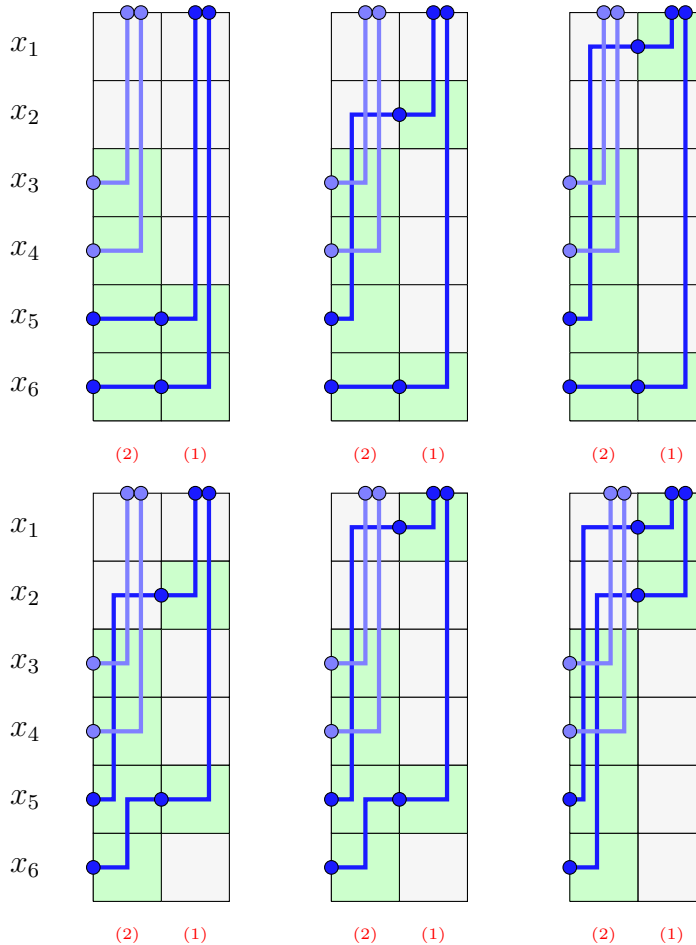 x₁
x₂
x₃
x₄
x₅
x₆
(2) (1) (2) (1) (2) (1)
x₁
x₂
x₃
x₄
x₅
x₆
(2) (1) (2) (1) (2) (1)